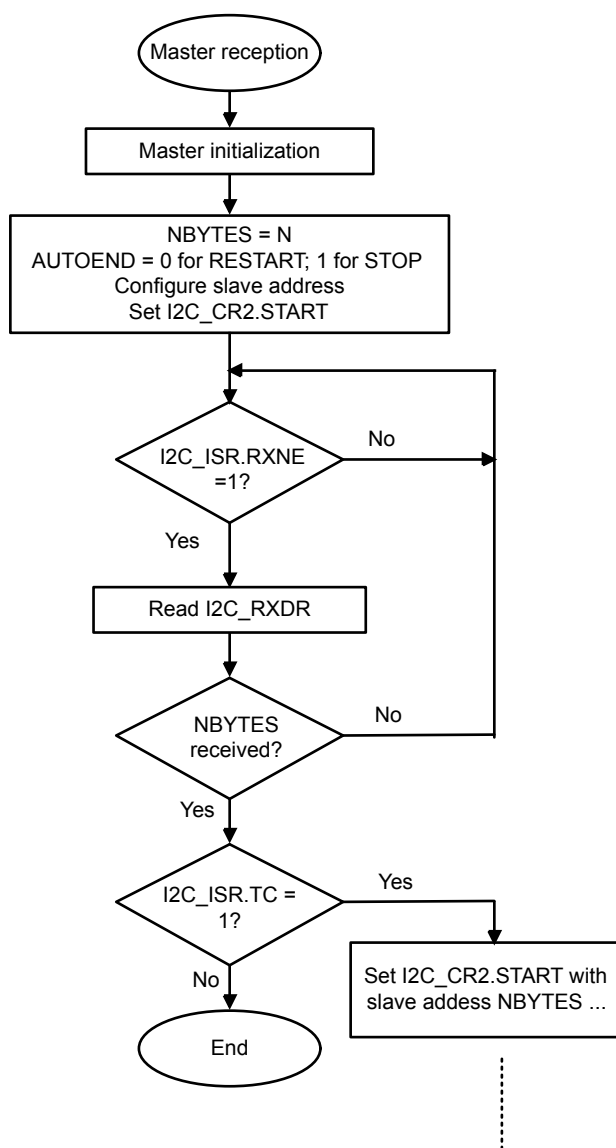 Master reception
Master initialization
NBYTES = N
AUTOEND = 0 for RESTART; 1 for STOP
Configure slave address
Set I2C_CR2.START
I2C_ISR.RXNE
=1?
No
Yes
Read I2C_RXDR
NBYTES
received?
No
Yes
I2C_ISR.TC =
1?
Yes
No
Set I2C_CR2.START with
slave addess NBYTES ...
End